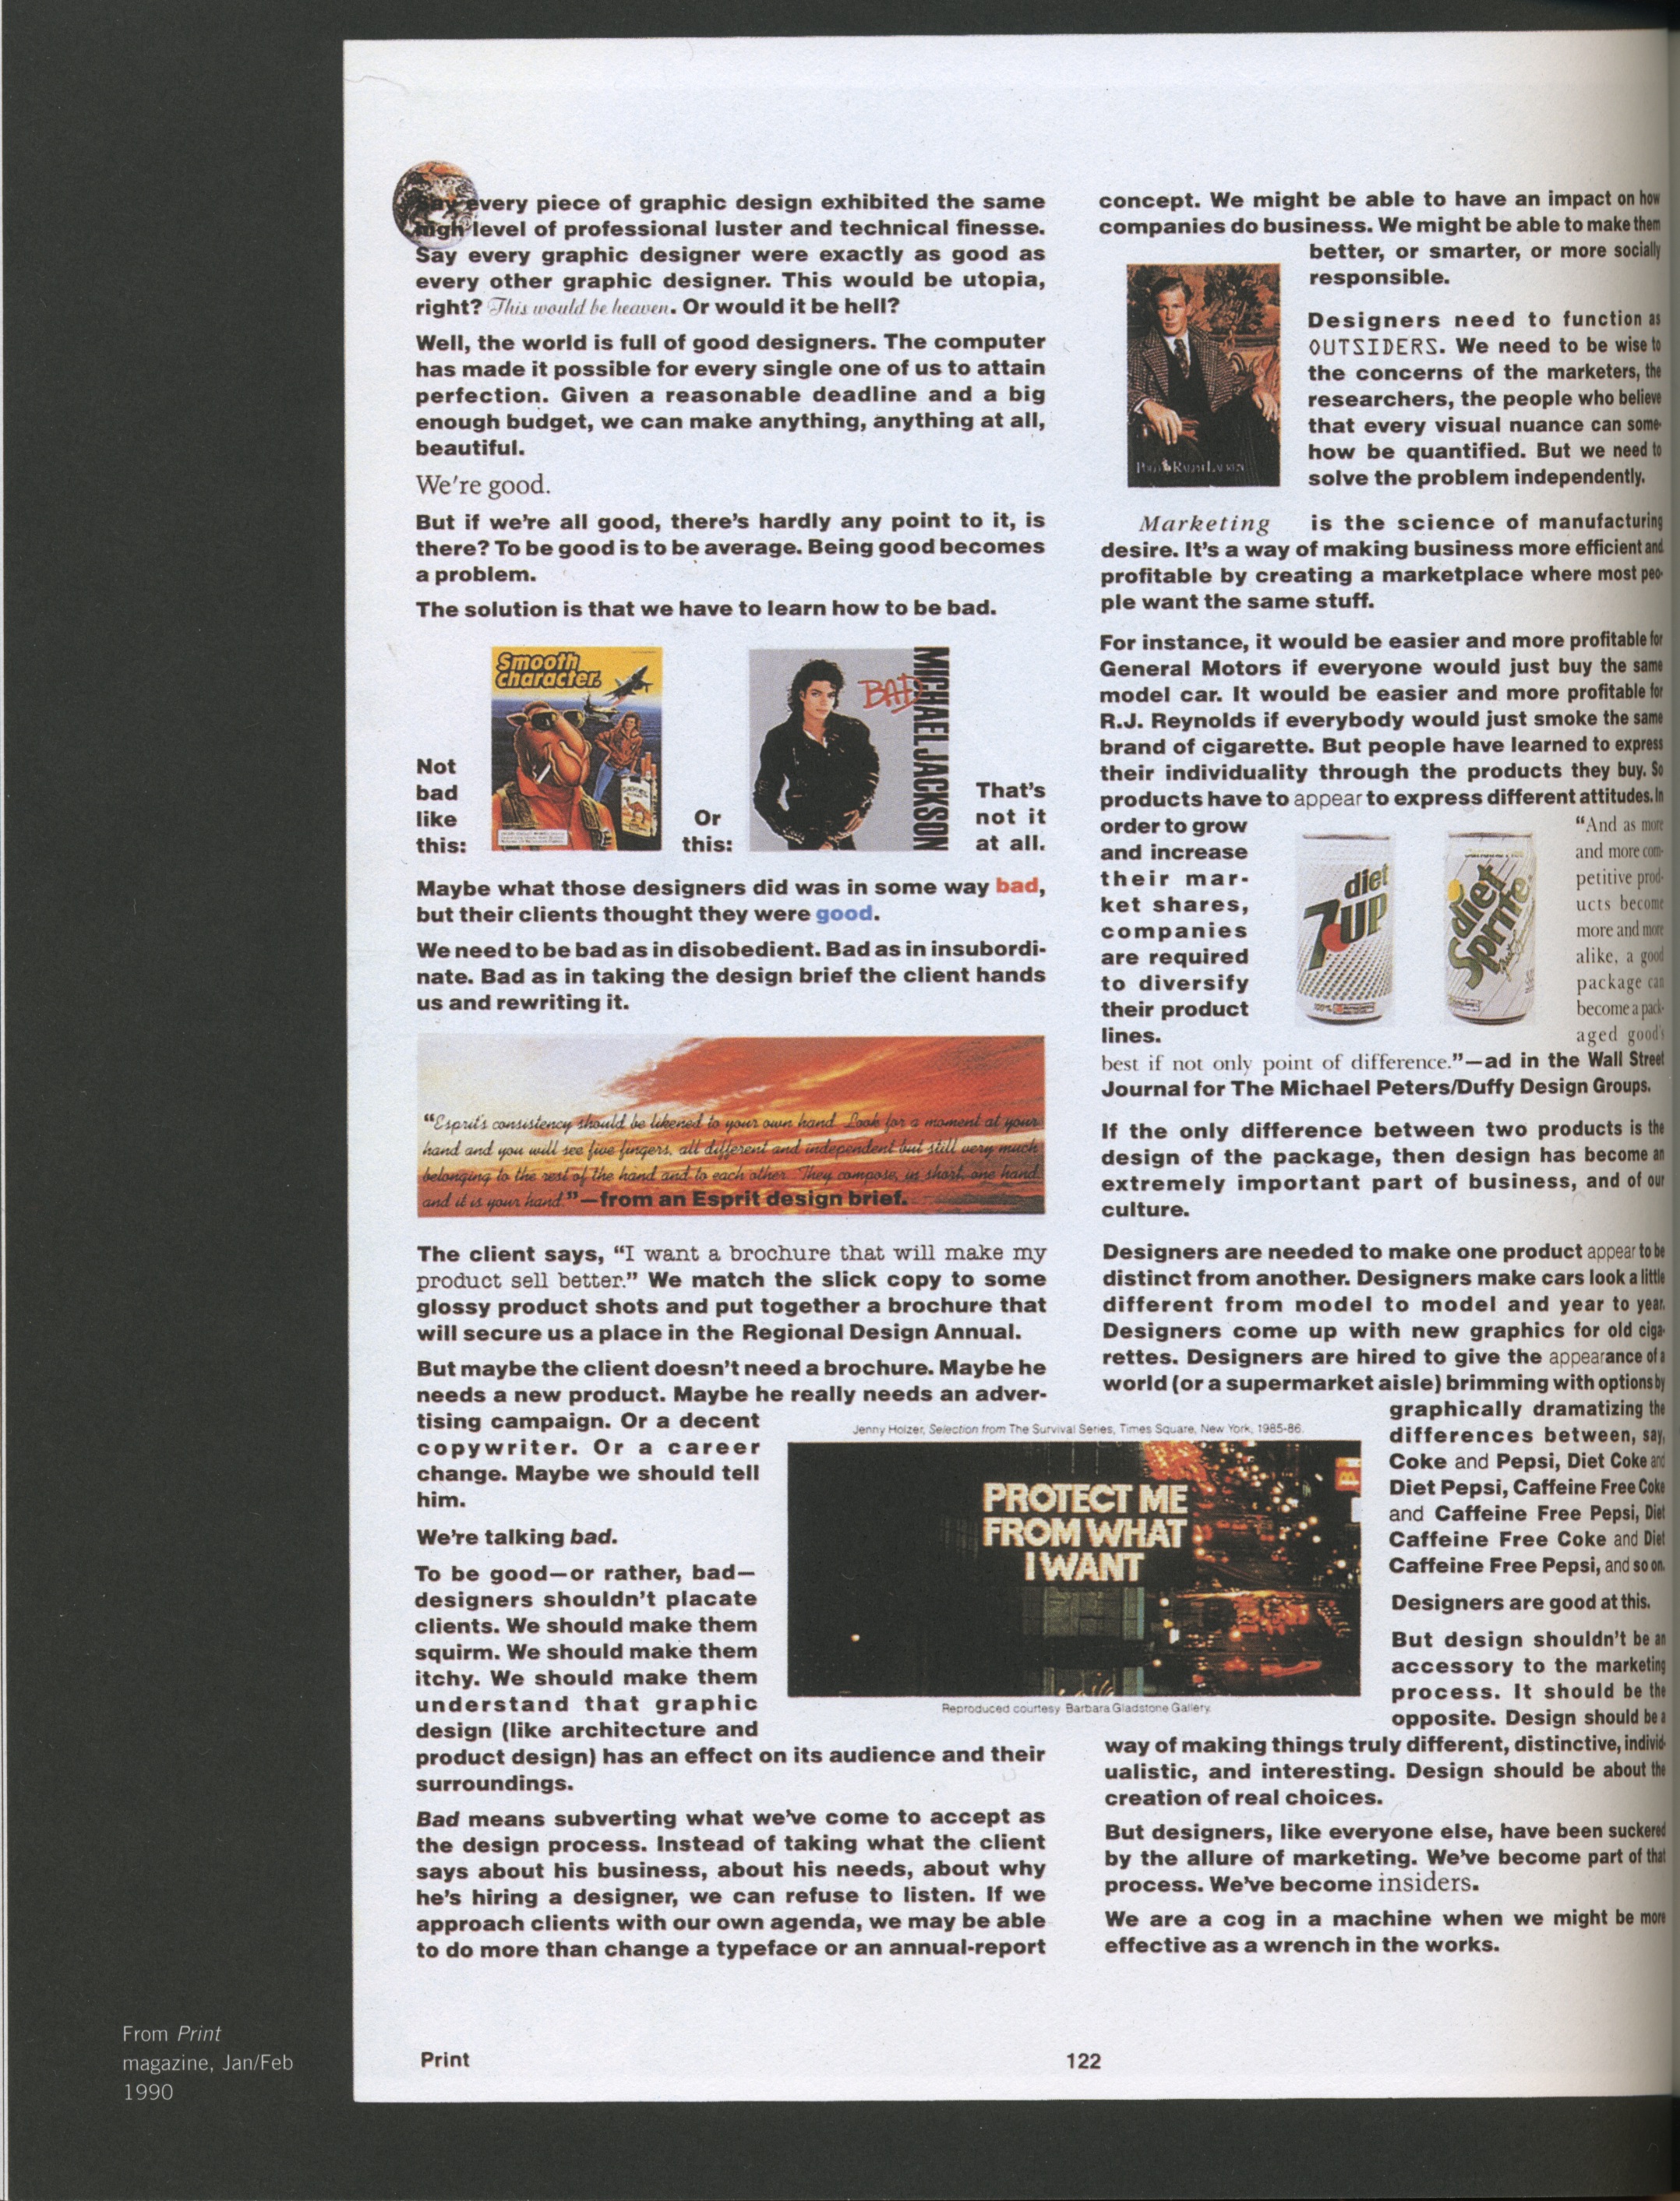 Say every piece of graphic design exhibited the same
high level of professional luster and technical finesse.
Say every graphic designer were exactly as good as
every other graphic designer. This would be utopia,
right? This would be heaven. Or would it be hell?
Well, the world is full of good designers. The computer
has made it possible for every single one of us to attain
perfection. Given a reasonable deadline and a big
enough budget, we can make anything, anything at all,
beautiful.
We're good.
But if we're all good, there's hardly any point to it, is
there? To be good is to be average. Being good becomes
a problem.
The solution is that we have to learn how to be bad.
Not
bad
like
this:
Smooth
character.
Or
this:
BAD
MICHAEL JACKSON
That's
not it
at all.
Maybe what those designers did was in some way bad,
but their clients thought they were good.
We need to be bad as in disobedient. Bad as in insubordi-
nate. Bad as in taking the design brief the client hands
us and rewriting it.
"Esprit's consistency should be likened to your own hand. Look for a moment at your
hand and you will see five fingers, all different and independent but still very much
belonging to the rest of the hand and to each other. They compose, in short, one hand,
and it is your hand."—from an Esprit design brief.
The client says, "I want a brochure that will make my
product sell better." We match the slick copy to some
glossy product shots and put together a brochure that
will secure us a place in the Regional Design Annual.
But maybe the client doesn't need a brochure. Maybe he
needs a new product. Maybe he really needs an adver-
tising campaign. Or a decent
copywriter. Or a career
change. Maybe we should tell
him.
We're talking bad.
To be good—or rather, bad—
designers shouldn't placate
clients. We should make them
squirm. We should make them
itchy. We should make them
understand that graphic
design (like architecture and
product design) has an effect on its audience and their
surroundings.
Bad means subverting what we've come to accept as
the design process. Instead of taking what the client
says about his business, about his needs, about why
he's hiring a designer, we can refuse to listen. If we
approach clients with our own agenda, we may be able
to do more than change a typeface or an annual-report
concept. We might be able to have an impact on how
companies do business. We might be able to make them
better, or smarter, or more socially
responsible.
POLO RALPH LAUREN
Designers need to function as
OUTSIDERS. We need to be wise to
the concerns of the marketers, the
researchers, the people who believe
that every visual nuance can some-
how be quantified. But we need to
solve the problem independently.
Marketing is the science of manufacturing
desire. It's a way of making business more efficient and
profitable by creating a marketplace where most peo-
ple want the same stuff.
For instance, it would be easier and more profitable for
General Motors if everyone would just buy the same
model car. It would be easier and more profitable for
R.J. Reynolds if everybody would just smoke the same
brand of cigarette. But people have learned to express
their individuality through the products they buy. So
products have to appear to express different attitudes. In
order to grow
and increase
their mar-
ket shares,
companies
are required
to diversify
their product
lines.
diet
7UP
diet
Sprite
"And as more
and more com-
petitive prod-
ucts become
more and more
alike, a good
package can
become a pack-
aged good's
best if not only point of difference."—ad in the Wall Street
Journal for The Michael Peters/Duffy Design Groups.
If the only difference between two products is the
design of the package, then design has become an
extremely important part of business, and of our
culture.
Designers are needed to make one product appear to be
distinct from another. Designers make cars look a little
different from model to model and year to year.
Designers come up with new graphics for old ciga-
rettes. Designers are hired to give the appearance of a
world (or a supermarket aisle) brimming with options by
graphically dramatizing the
differences between, say,
Coke and Pepsi, Diet Coke and
Diet Pepsi, Caffeine Free Coke
and Caffeine Free Pepsi, Diet
Caffeine Free Coke and Diet
Caffeine Free Pepsi, and so on.
Jenny Holzer, Selection from The Survival Series, Times Square, New York, 1985-86.
PROTECT ME
FROM WHAT
I WANT
Reproduced courtesy Barbara Gladstone Gallery.
Designers are good at this.
But design shouldn't be an
accessory to the marketing
process. It should be the
opposite. Design should be a
way of making things truly different, distinctive, individ-
ualistic, and interesting. Design should be about the
creation of real choices.
But designers, like everyone else, have been suckered
by the allure of marketing. We've become part of that
process. We've become insiders.
We are a cog in a machine when we might be more
effective as a wrench in the works.
Print
122
From Print
magazine, Jan/Feb
1990